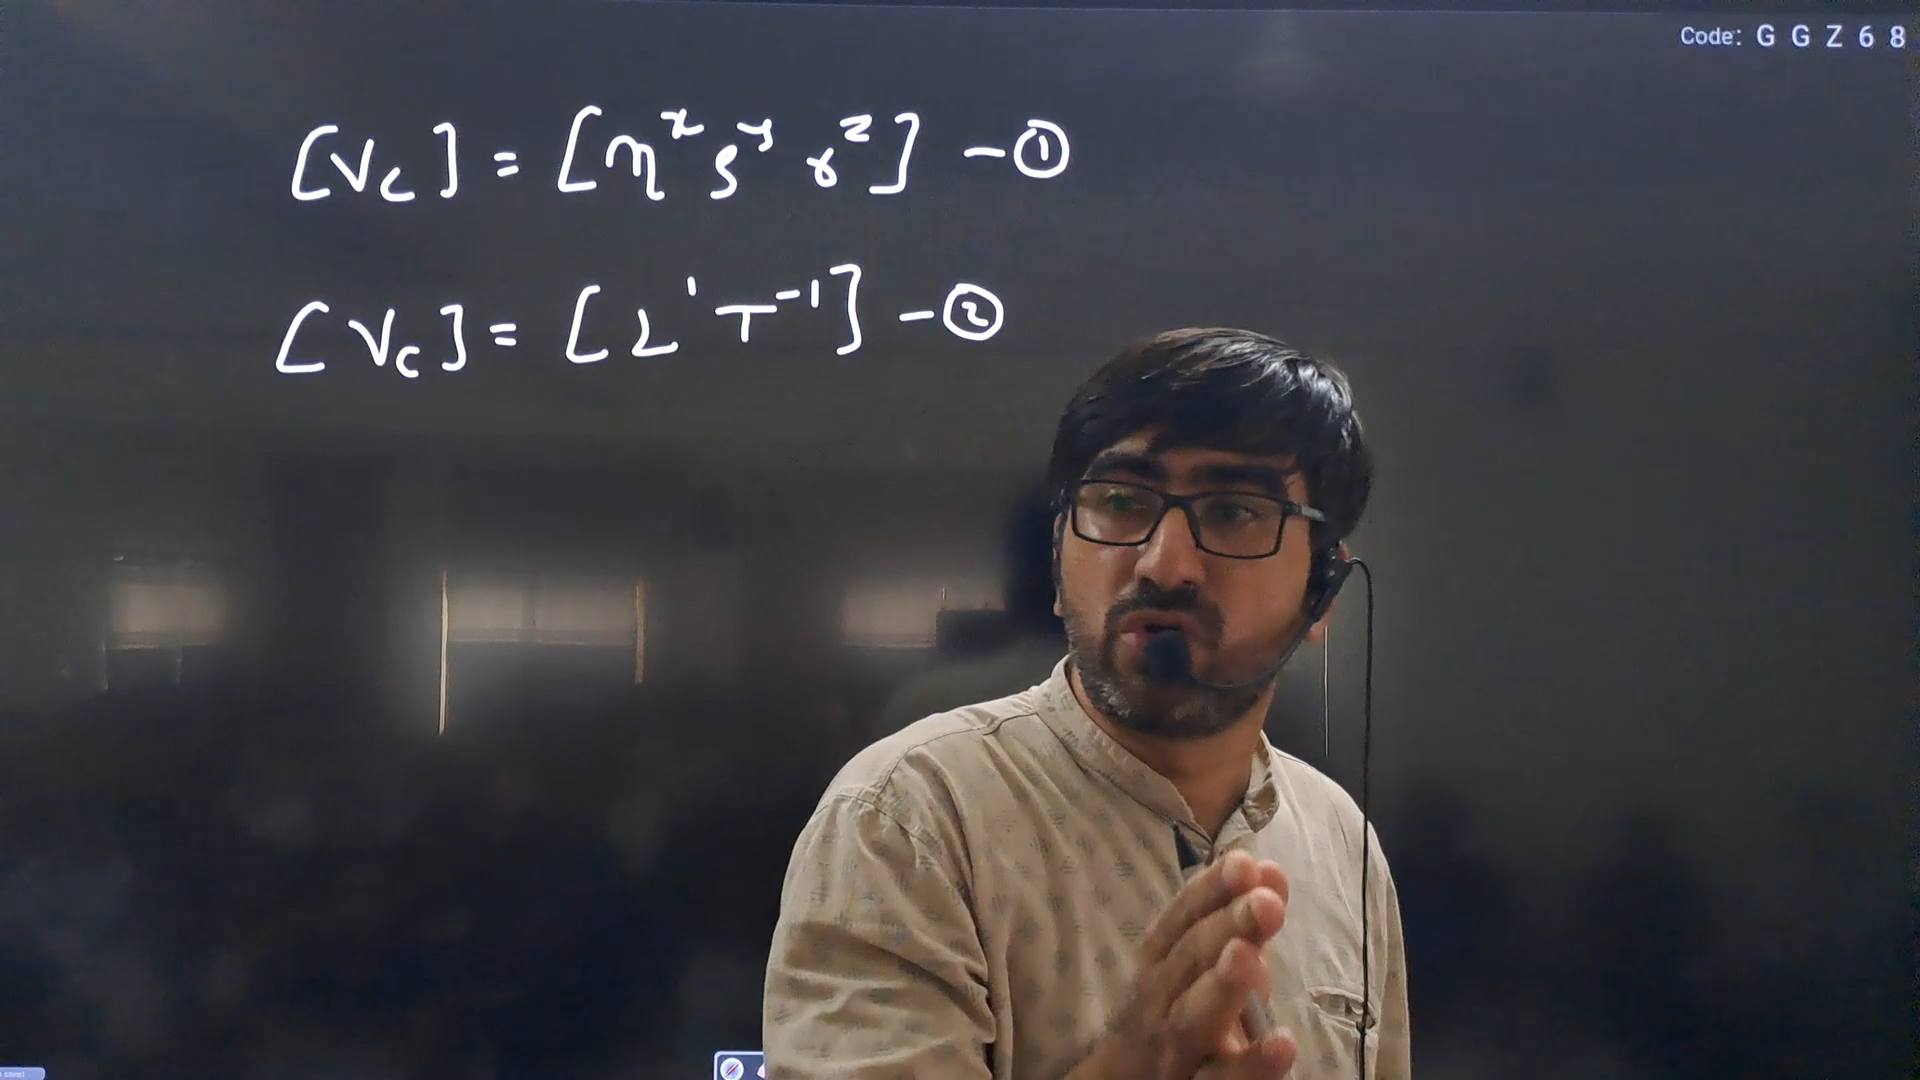 Code: G G Z 6 8
[Vc] = [η^x ρ^y r^z] - ①
[Vc] = [L^1 T^-1] - ②